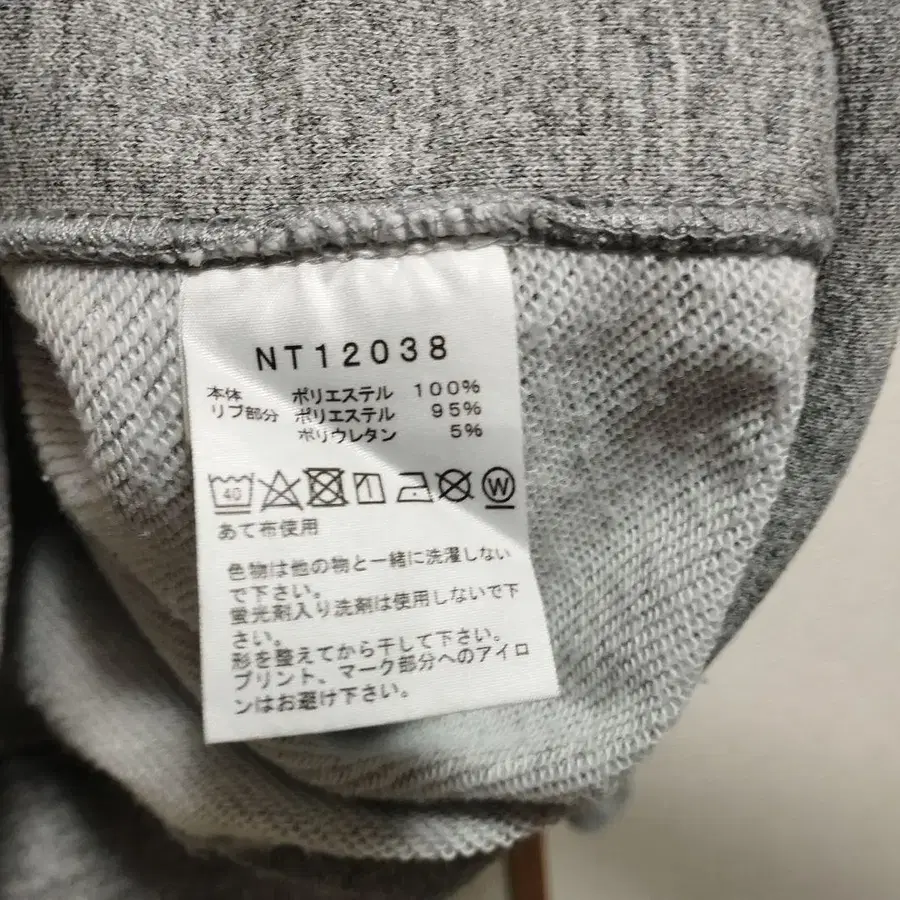 NT12038
本体 ポリエステル 100%
リブ部分 ポリエステル 95%
ポリウレタン 5%
40 W
あて布使用
色物は他の物と一緒に洗濯しない
で下さい。
蛍光剤入り洗剤は使用しないで下
さい。
形を整えてから干して下さい。
プリント、マーク部分へのアイロ
ンはお避け下さい。